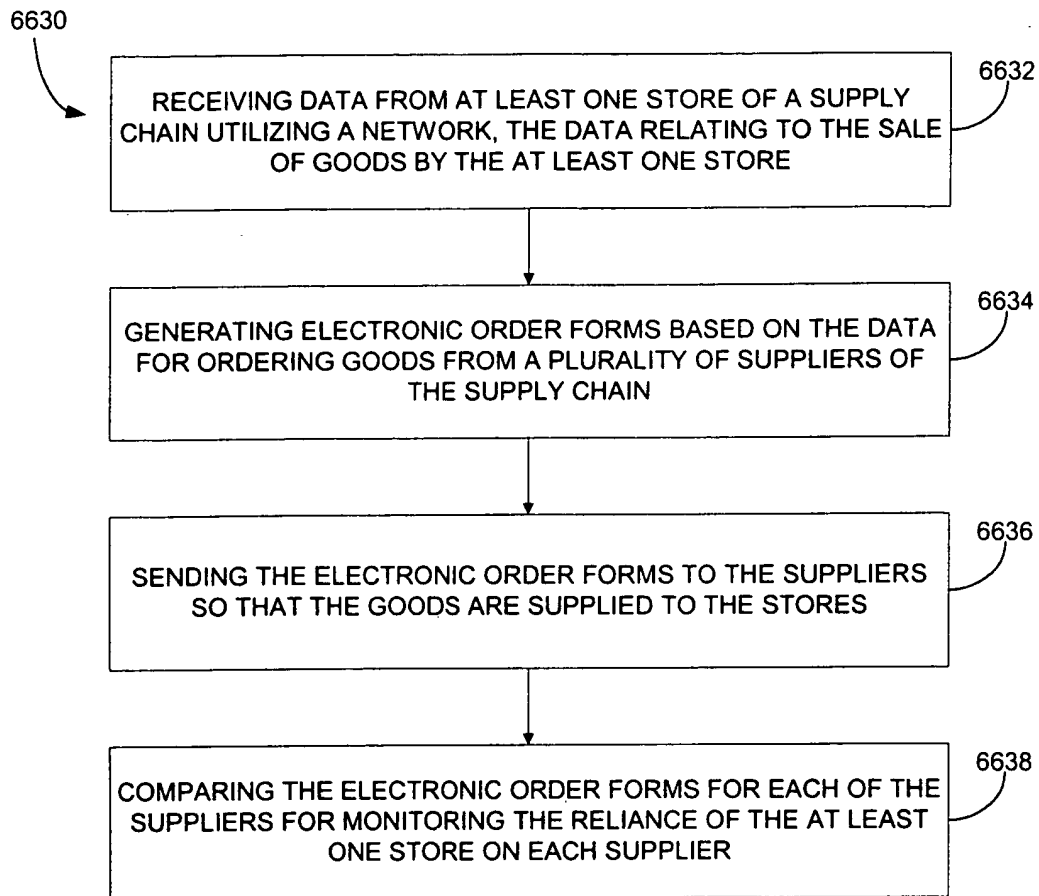 6630
6632
RECEIVING DATA FROM AT LEAST ONE STORE OF A SUPPLY
CHAIN UTILIZING A NETWORK, THE DATA RELATING TO THE SALE
OF GOODS BY THE AT LEAST ONE STORE
6634
GENERATING ELECTRONIC ORDER FORMS BASED ON THE DATA
FOR ORDERING GOODS FROM A PLURALITY OF SUPPLIERS OF
THE SUPPLY CHAIN
6636
SENDING THE ELECTRONIC ORDER FORMS TO THE SUPPLIERS
SO THAT THE GOODS ARE SUPPLIED TO THE STORES
6638
COMPARING THE ELECTRONIC ORDER FORMS FOR EACH OF THE
SUPPLIERS FOR MONITORING THE RELIANCE OF THE AT LEAST
ONE STORE ON EACH SUPPLIER